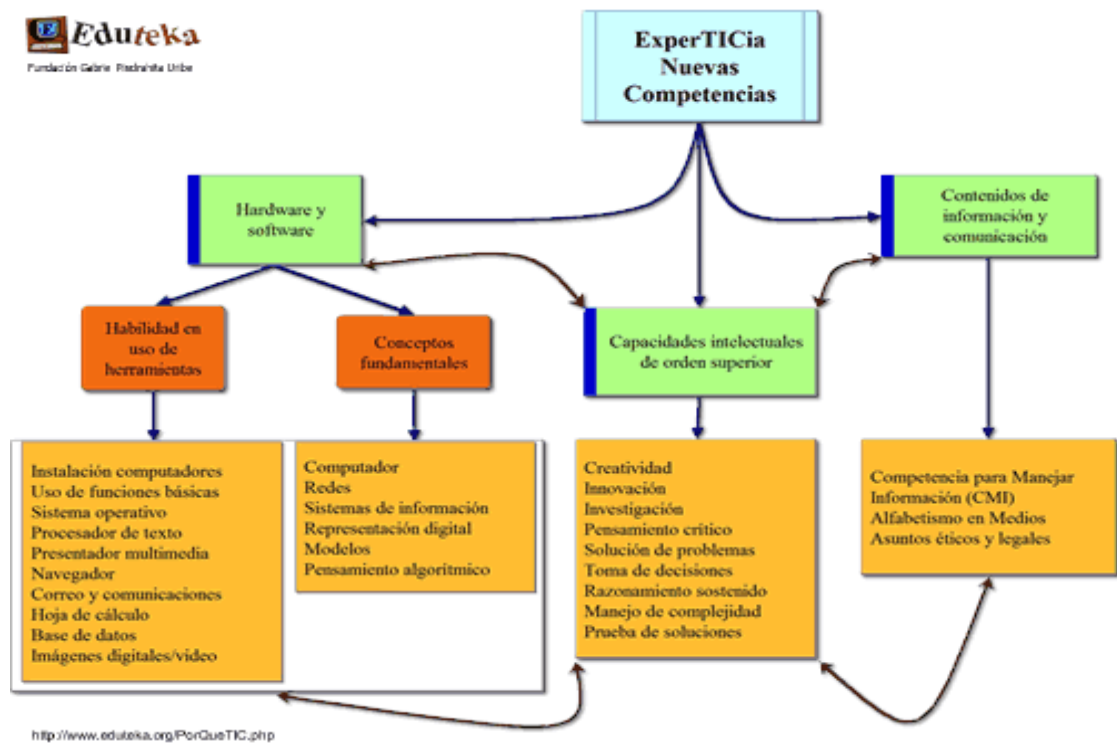 Eduteka
Fundación Gabriel Piedrahita Uribe
ExperTICia
Nuevas
Competencias
Hardware y
software
Contenidos de
información y
comunicación
Habilidad en
uso de
herramientas
Conceptos
fundamentales
Capacidades intelectuales
de orden superior
Instalación computadores
Uso de funciones básicas
Sistema operativo
Procesador de texto
Presentador multimedia
Navegador
Correo y comunicaciones
Hoja de cálculo
Base de datos
Imágenes digitales/video
Computador
Redes
Sistemas de información
Representación digital
Modelos
Pensamiento algorítmico
Creatividad
Innovación
Investigación
Pensamiento crítico
Solución de problemas
Toma de decisiones
Razonamiento sostenido
Manejo de complejidad
Prueba de soluciones
Competencia para Manejar
Información (CMI)
Alfabetismo en Medios
Asuntos éticos y legales
http://www.eduteka.org/PorQueTIC.php